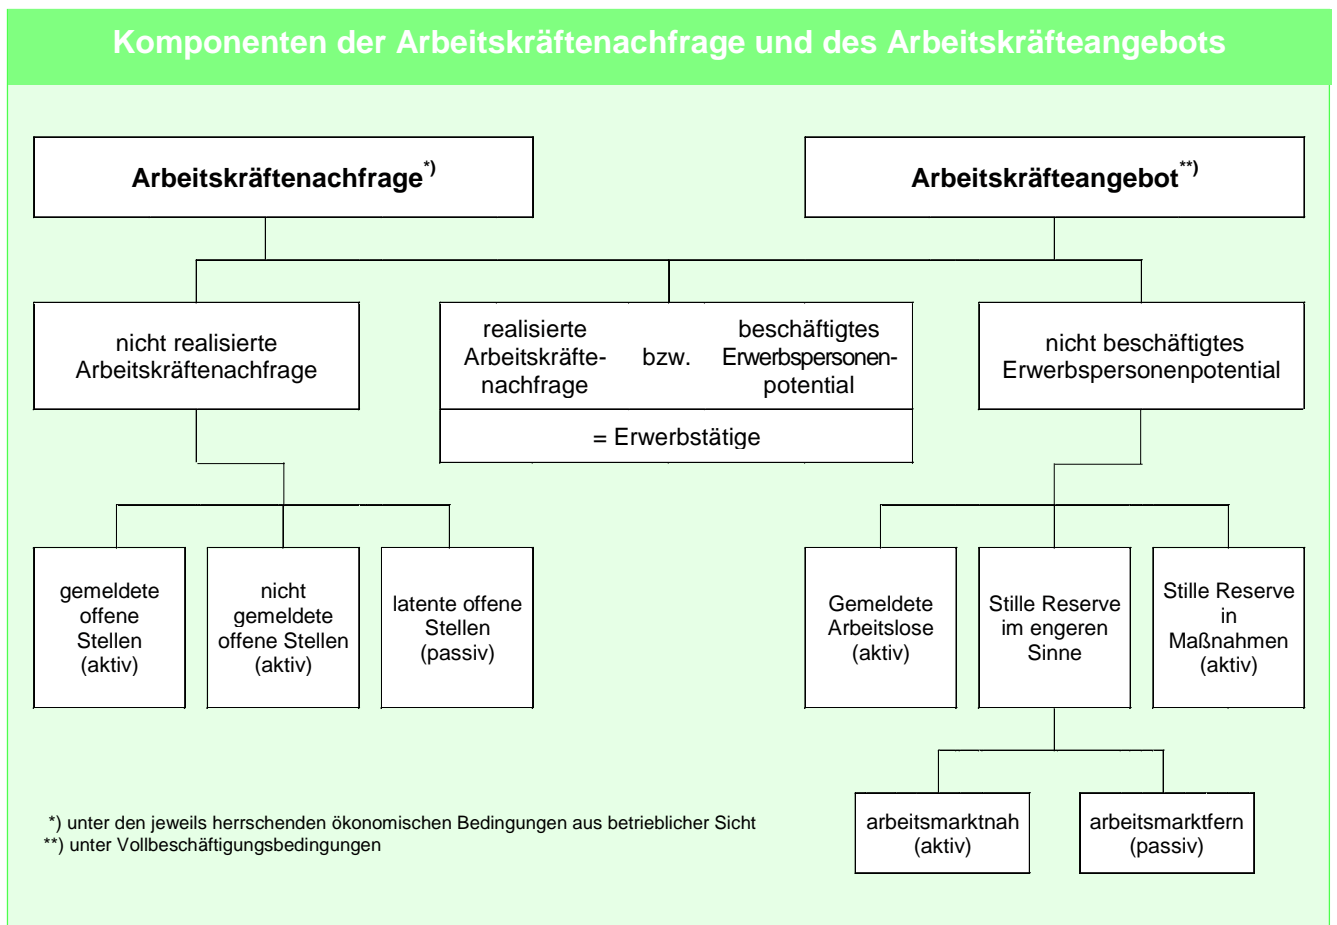 Komponenten der Arbeitskräftenachfrage und des Arbeitskräfteangebots
Arbeitskräftenachfrage*)
Arbeitskräfteangebot**)
nicht realisierte
Arbeitskräftenachfrage
realisierte
Arbeitskräfte-
nachfrage
bzw.
beschäftigtes
Erwerbspersonen-
potential
= Erwerbstätige
nicht beschäftigtes
Erwerbspersonenpotential
gemeldete
offene
Stellen
(aktiv)
nicht
gemeldete
offene Stellen
(aktiv)
latente offene
Stellen
(passiv)
Gemeldete
Arbeitslose
(aktiv)
Stille Reserve
im engeren
Sinne
Stille Reserve
in
Maßnahmen
(aktiv)
arbeitsmarktnah
(aktiv)
arbeitsmarktfern
(passiv)
*) unter den jeweils herrschenden ökonomischen Bedingungen aus betrieblicher Sicht
**) unter Vollbeschäftigungsbedingungen